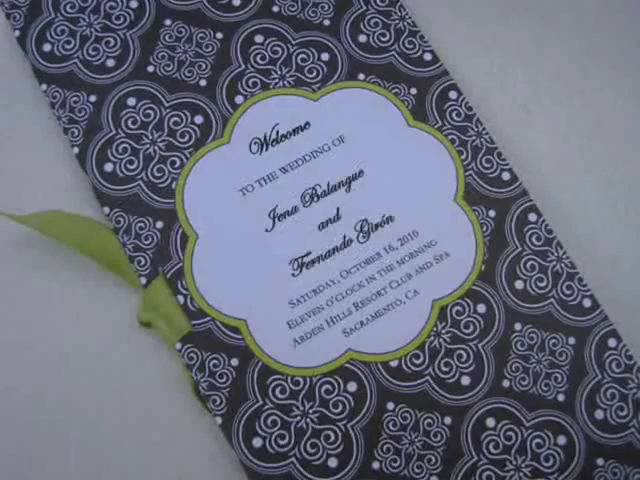 Welcome
TO THE WEDDING OF
Jena Balangue
and
Fernando Girón
SATURDAY, OCTOBER 16, 2010
ELEVEN O'CLOCK IN THE MORNING
ARDEN HILLS RESORT CLUB AND SPA
SACRAMENTO, CA